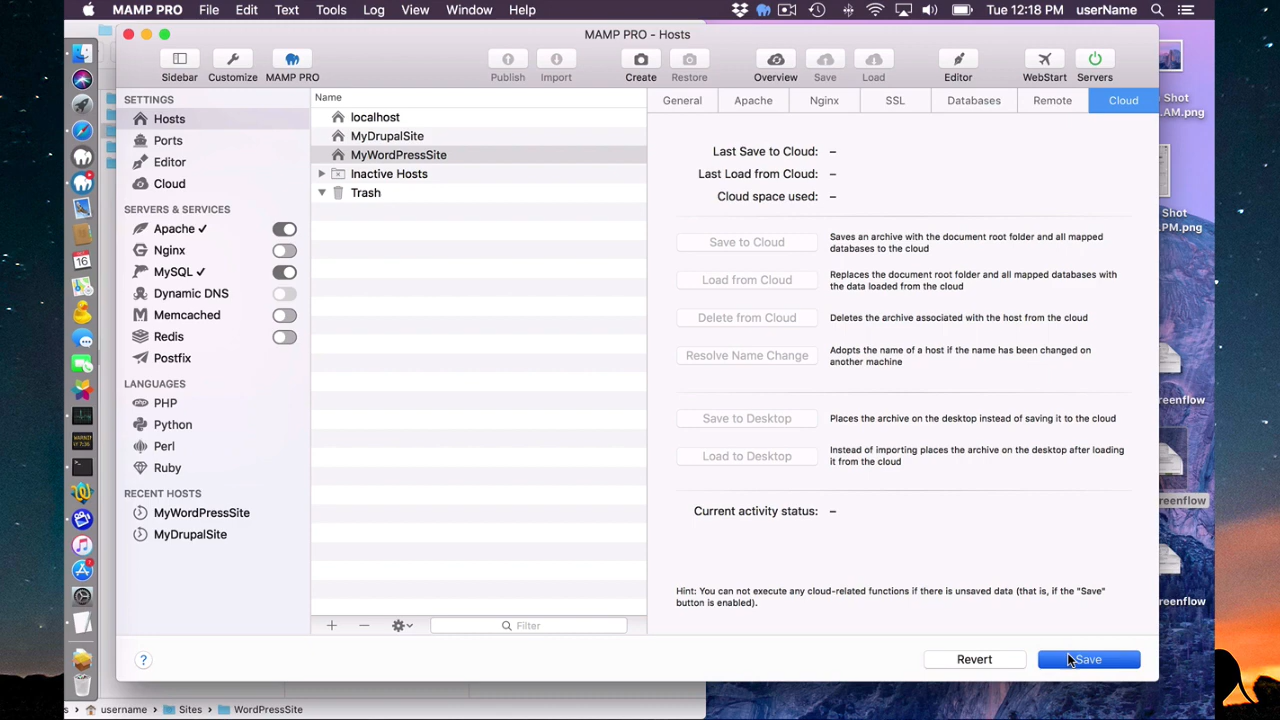 MAMP PRO File Edit Text Tools Log View Window Help Tue 12:18 PM userName
MAMP PRO - Hosts
Sidebar Customize MAMP PRO Publish Import Create Restore Overview Save Load Editor WebStart Servers
SETTINGS
Hosts
Ports
Editor
Cloud
SERVERS & SERVICES
Apache ✓
Nginx
MySQL ✓
Dynamic DNS
Memcached
Redis
Postfix
LANGUAGES
PHP
Python
Perl
Ruby
RECENT HOSTS
MyWordPressSite
MyDrupalSite
Name
localhost
MyDrupalSite
MyWordPressSite
Inactive Hosts
Trash
Filter
General Apache Nginx SSL Databases Remote Cloud
Last Save to Cloud: –
Last Load from Cloud: –
Cloud space used: –
Save to Cloud
Saves an archive with the document root folder and all mapped
databases to the cloud
Load from Cloud
Replaces the document root folder and all mapped databases with
the data loaded from the cloud
Delete from Cloud
Deletes the archive associated with the host from the cloud
Resolve Name Change
Adopts the name of a host if the name has been changed on
another machine
Save to Desktop
Places the archive on the desktop instead of saving it to the cloud
Load to Desktop
Instead of importing places the archive on the desktop after loading
it from the cloud
Current activity status: –
Hint: You can not execute any cloud-related functions if there is unsaved data (that is, if the "Save"
button is enabled).
? Revert Save
Shot
.AM.png
Shot
.PM.png
reenflow
reenflow
reenflow
s › username › Sites › WordPressSite